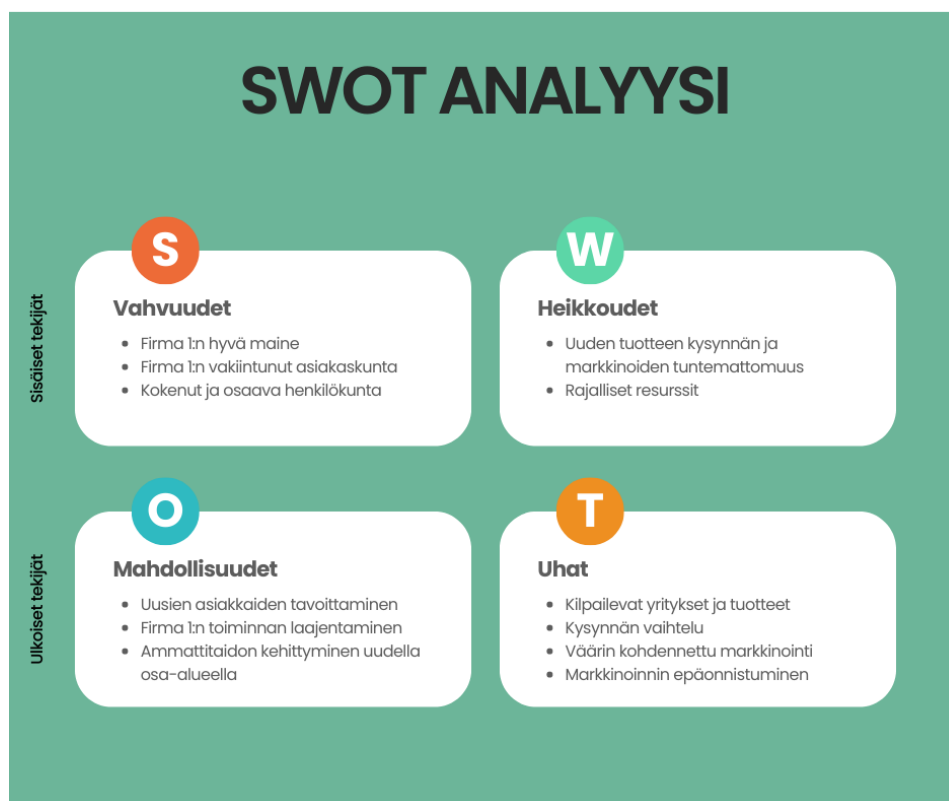 SWOT ANALYYSI
Sisäiset tekijät
S
Vahvuudet
• Firma 1:n hyvä maine
• Firma 1:n vakiintunut asiakaskunta
• Kokenut ja osaava henkilökunta
W
Heikkoudet
• Uuden tuotteen kysynnän ja
markkinoiden tuntemattomuus
• Rajalliset resurssit
Ulkoiset tekijät
O
Mahdollisuudet
• Uusien asiakkaiden tavoittaminen
• Firma 1:n toiminnan laajentaminen
• Ammattitaidon kehittyminen uudella
osa-alueella
T
Uhat
• Kilpailevat yritykset ja tuotteet
• Kysynnän vaihtelu
• Väärin kohdennettu markkinointi
• Markkinoinnin epäonnistuminen